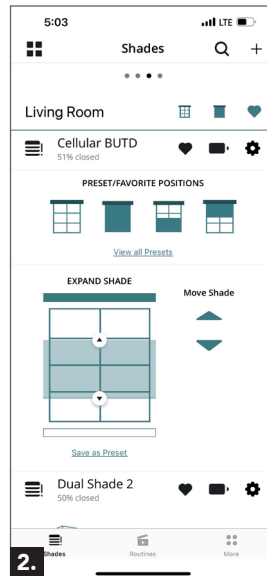 5:03
LTE
Shades
Living Room
Cellular BUTD
51% closed
PRESET/FAVORITE POSITIONS
View all Presets
EXPAND SHADE
Move Shade
Save as Preset
Dual Shade 2
50% closed
Shades
Routines
More
2.